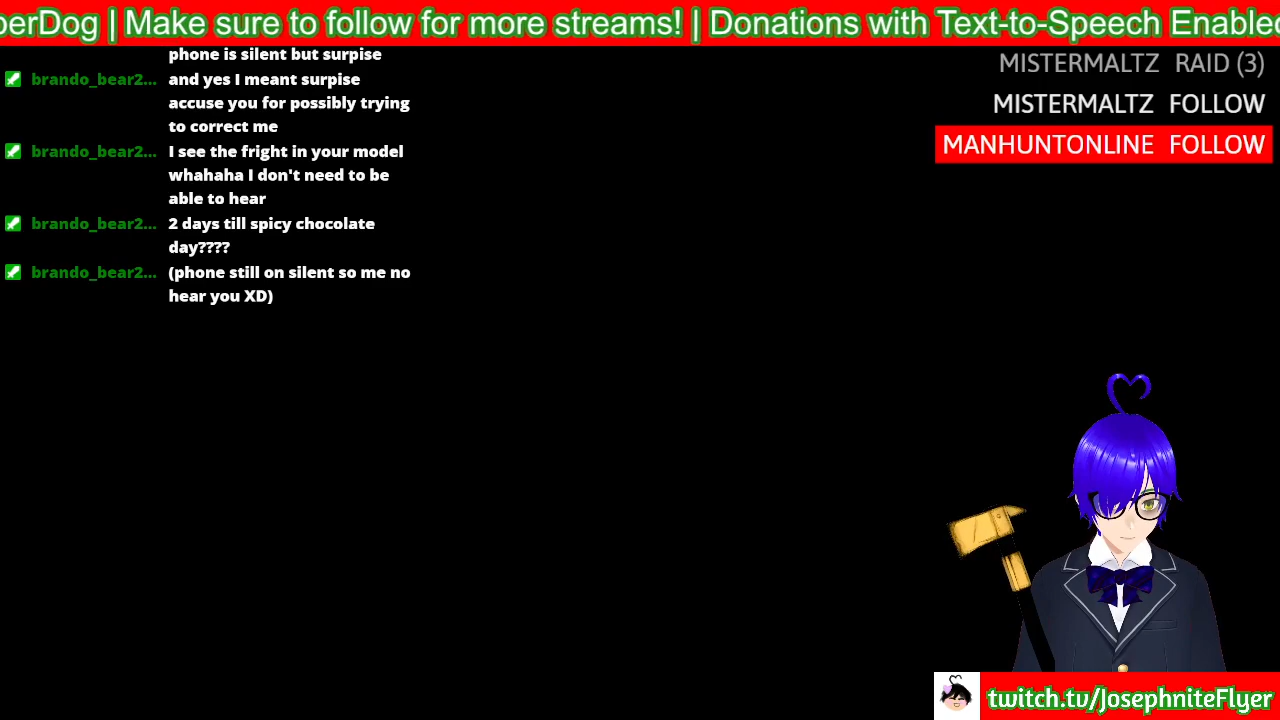 perDog | Make sure to follow for more streams! | Donations with Text-to-Speech Enabled
phone is silent but surpise
brando_bear2... and yes I meant surpise
accuse you for possibly trying
to correct me
brando_bear2... I see the fright in your model
whahaha I don't need to be
able to hear
brando_bear2... 2 days till spicy chocolate
day????
brando_bear2... (phone still on silent so me no
hear you XD)
MISTERMALTZ RAID (3)
MISTERMALTZ FOLLOW
MANHUNTONLINE FOLLOW
twitch.tv/JosephniteFlyer